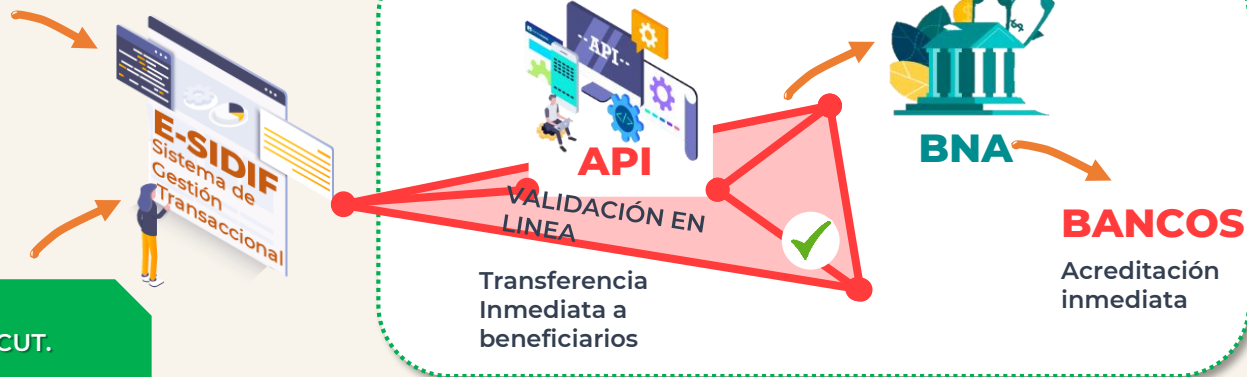 E-SIDIF
Sistema de
Gestión
Transaccional
--API--
API
VALIDACIÓN EN
LINEA
Transferencia
Inmediata a
beneficiarios
BNA
BANCOS
Acreditación
inmediata
CUT.